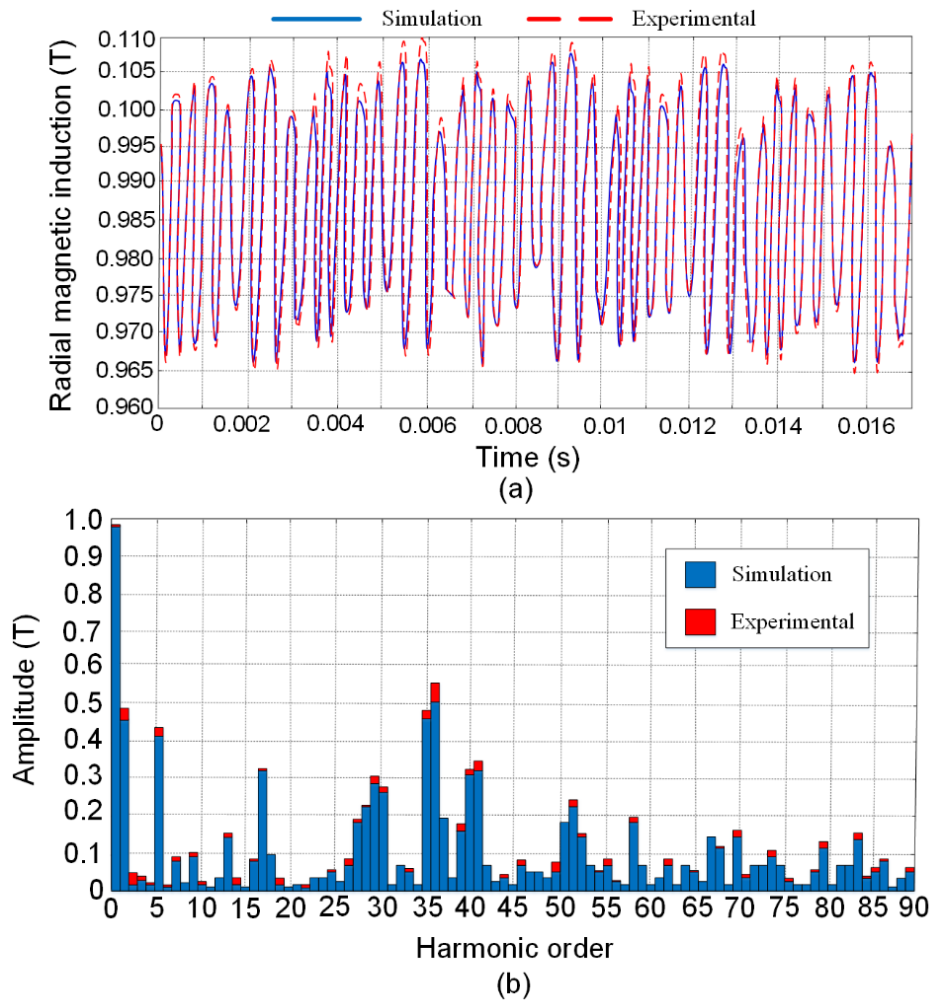 Simulation Experimental
Radial magnetic induction (T)
0.110
0.105
0.100
0.995
0.990
0.985
0.980
0.975
0.970
0.965
0.960
0 0.002 0.004 0.006 0.008 0.01 0.012 0.014 0.016
Time (s)
(a)
Amplitude (T)
1.0
0.9
0.8
0.7
0.6
0.5
0.4
0.3
0.2
0.1
0
Simulation
Experimental
0 5 10 15 20 25 30 35 40 45 50 55 60 65 70 75 80 85 90
Harmonic order
(b)